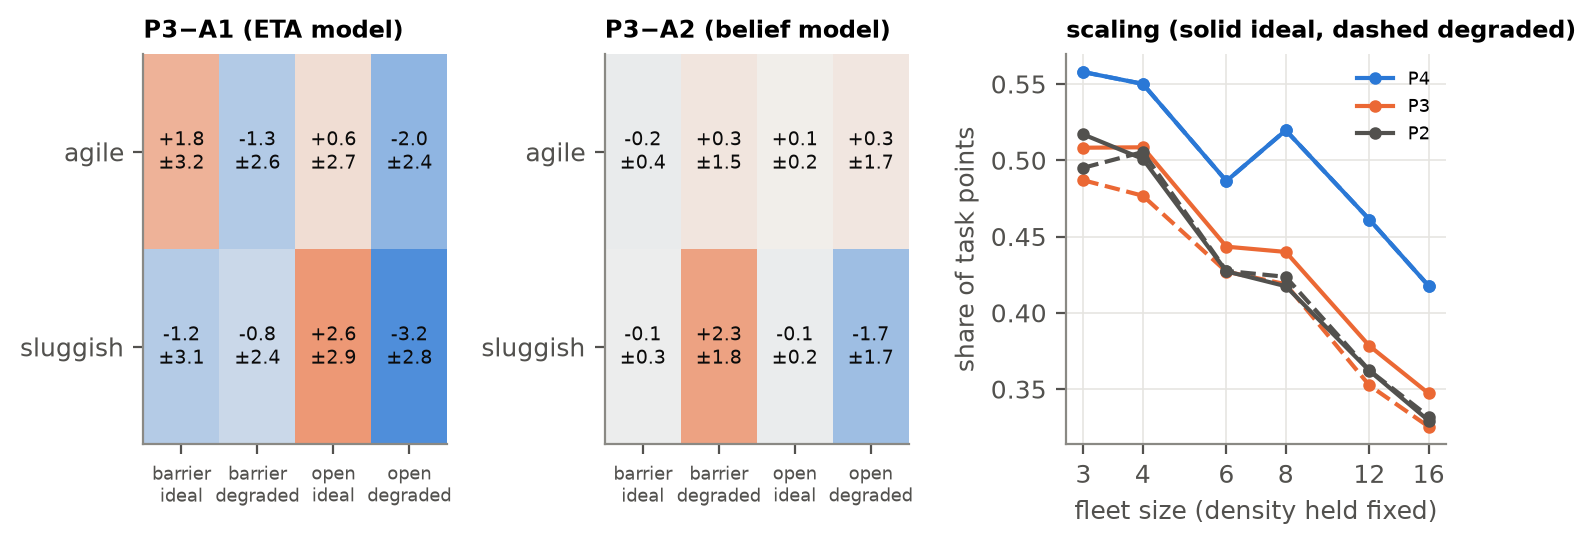 P3−A1 (ETA model)
agile
sluggish
+1.8
±3.2
-1.3
±2.6
+0.6
±2.7
-2.0
±2.4
-1.2
±3.1
-0.8
±2.4
+2.6
±2.9
-3.2
±2.8
barrier
ideal
barrier
degraded
open
ideal
open
degraded
P3−A2 (belief model)
agile
sluggish
-0.2
±0.4
+0.3
±1.5
+0.1
±0.2
+0.3
±1.7
-0.1
±0.3
+2.3
±1.8
-0.1
±0.2
-1.7
±1.7
barrier
ideal
barrier
degraded
open
ideal
open
degraded
scaling (solid ideal, dashed degraded)
share of task points
0.55
0.50
0.45
0.40
0.35
P4
P3
P2
3 4 6 8 12 16
fleet size (density held fixed)